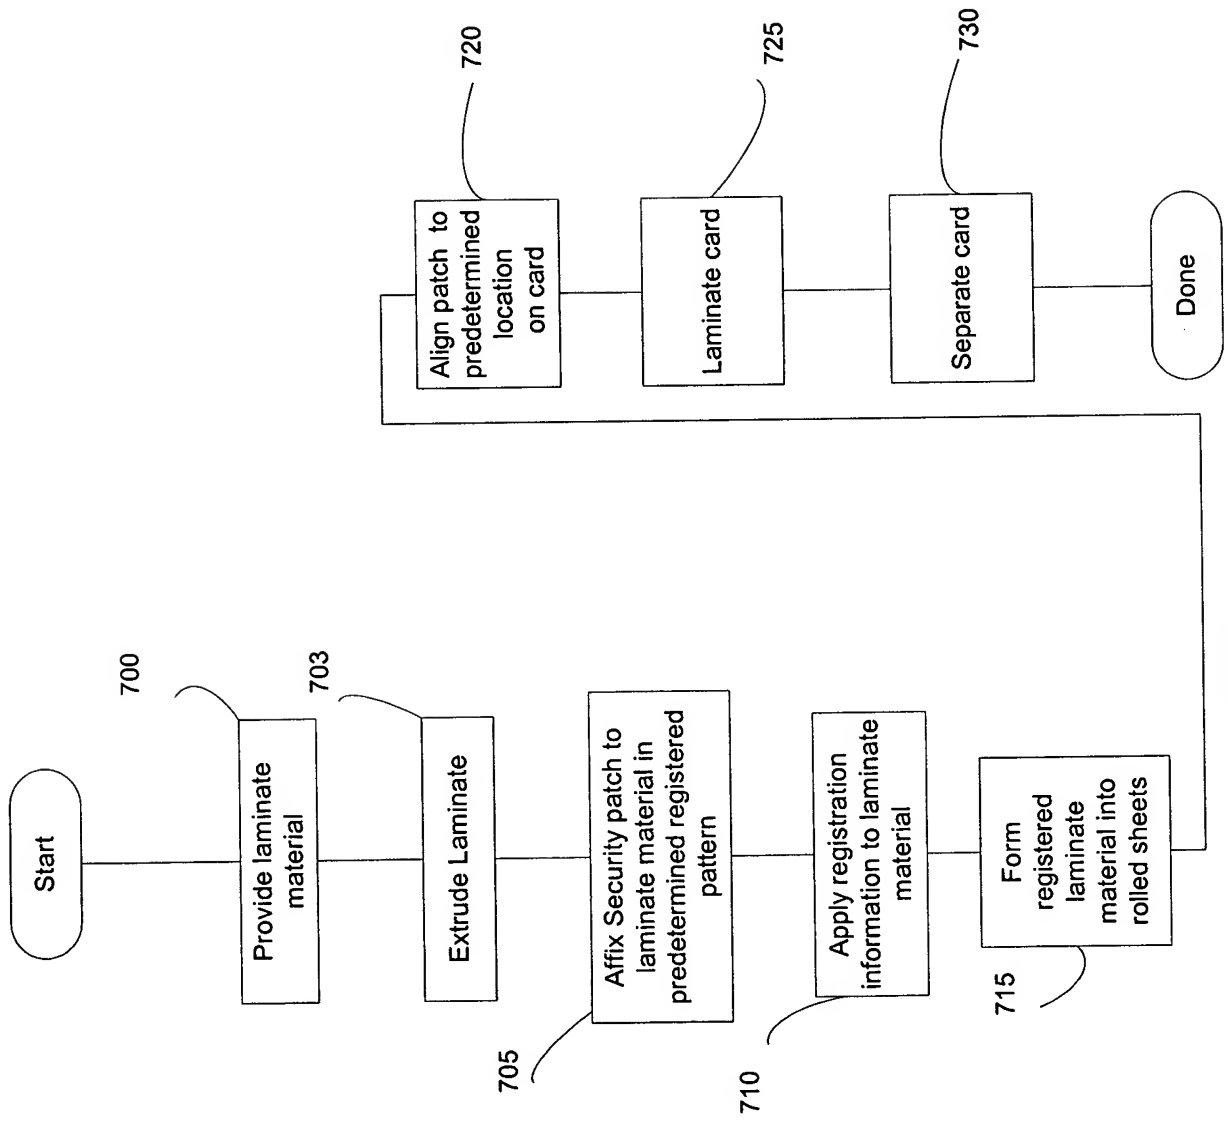 Start
700
Provide laminate
material
703
Extrude Laminate
705
Affix Security patch to
laminate material in
predetermined registered
pattern
710
Apply registration
information to laminate
material
715
Form
registered
laminate
material into
rolled sheets
720
Align patch to
predetermined
location
on card
725
Laminate card
730
Separate card
Done